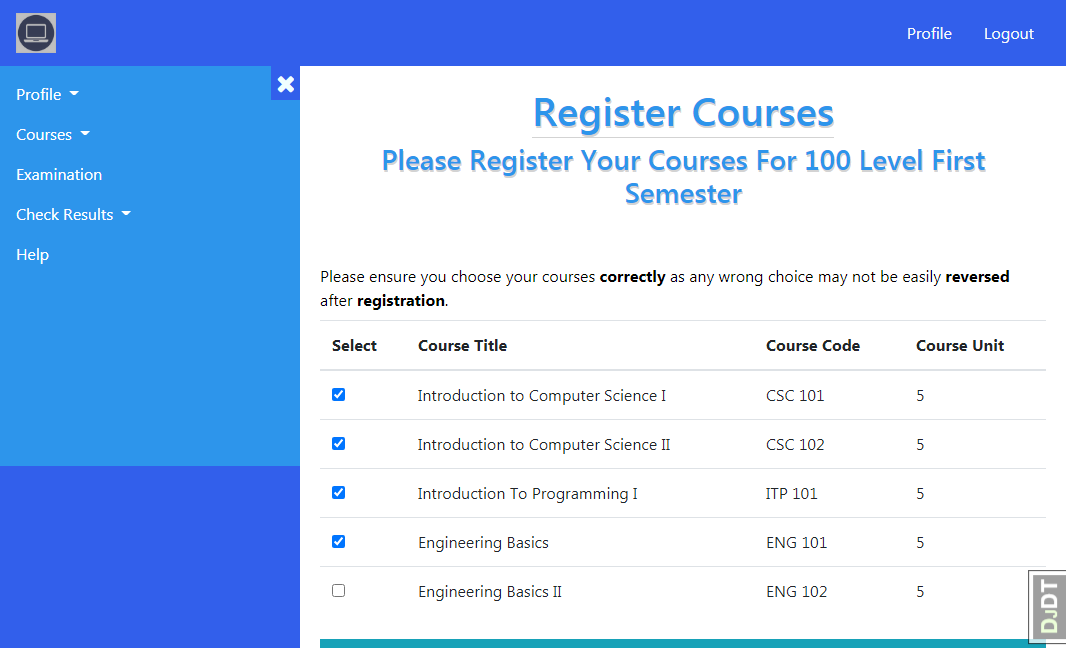 Profile Logout
Profile
Courses
Examination
Check Results
Help
Register Courses
Please Register Your Courses For 100 Level First
Semester
Please ensure you choose your courses correctly as any wrong choice may not be easily reversed
after registration.
Select Course Title Course Code Course Unit
Introduction to Computer Science I CSC 101 5
Introduction to Computer Science II CSC 102 5
Introduction To Programming I ITP 101 5
Engineering Basics ENG 101 5
Engineering Basics II ENG 102 5
DJDT